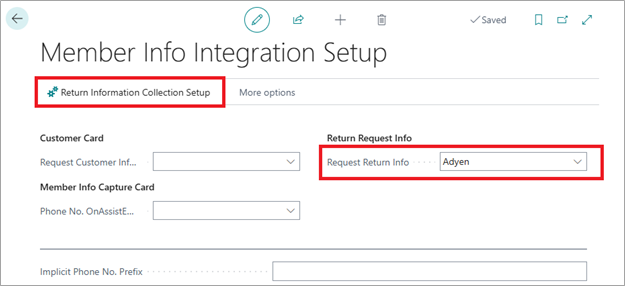 Saved
Member Info Integration Setup
Return Information Collection Setup More options
Customer Card Return Request Info
Request Customer Inf... Request Return Info Adyen
Member Info Capture Card
Phone No. OnAssistE...
Implicit Phone No. Prefix